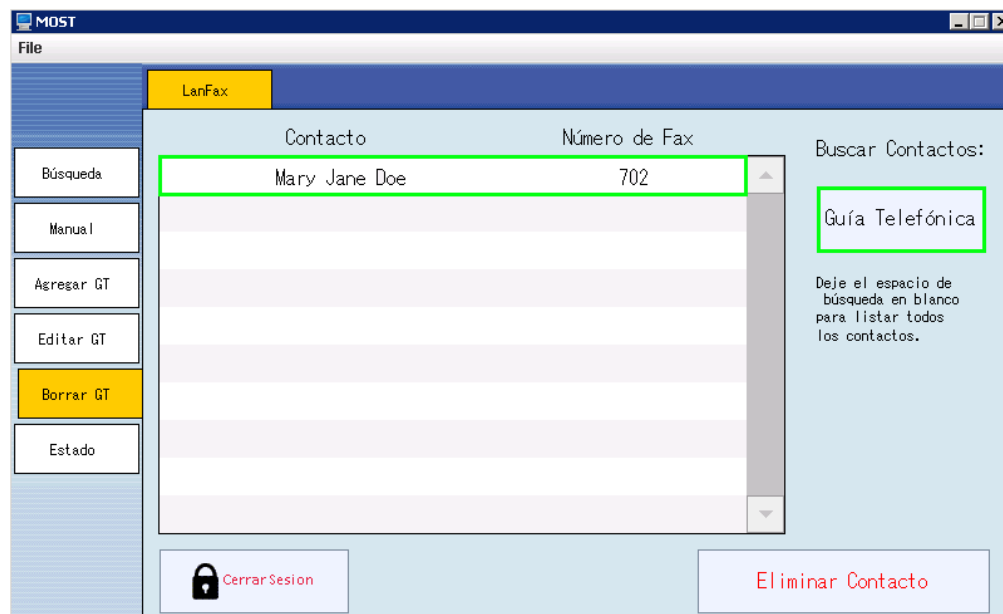 MOST
File
LanFax
Contacto Número de Fax
Buscar Contactos:
Mary Jane Doe 702
Búsqueda
Guía Telefónica
Manual
Agregar GT
Deje el espacio de
búsqueda en blanco
para listar todos
los contactos.
Editar GT
Borrar GT
Estado
Cerrar Sesion
Eliminar Contacto